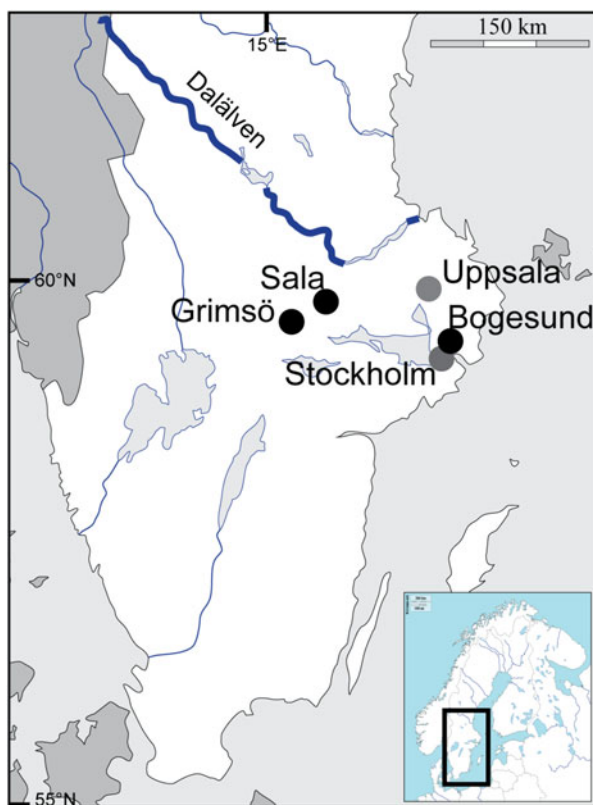 15°E
150 km
Dalälven
60°N
Sala
Uppsala
Grimsö
Bogesund
Stockholm
55°N